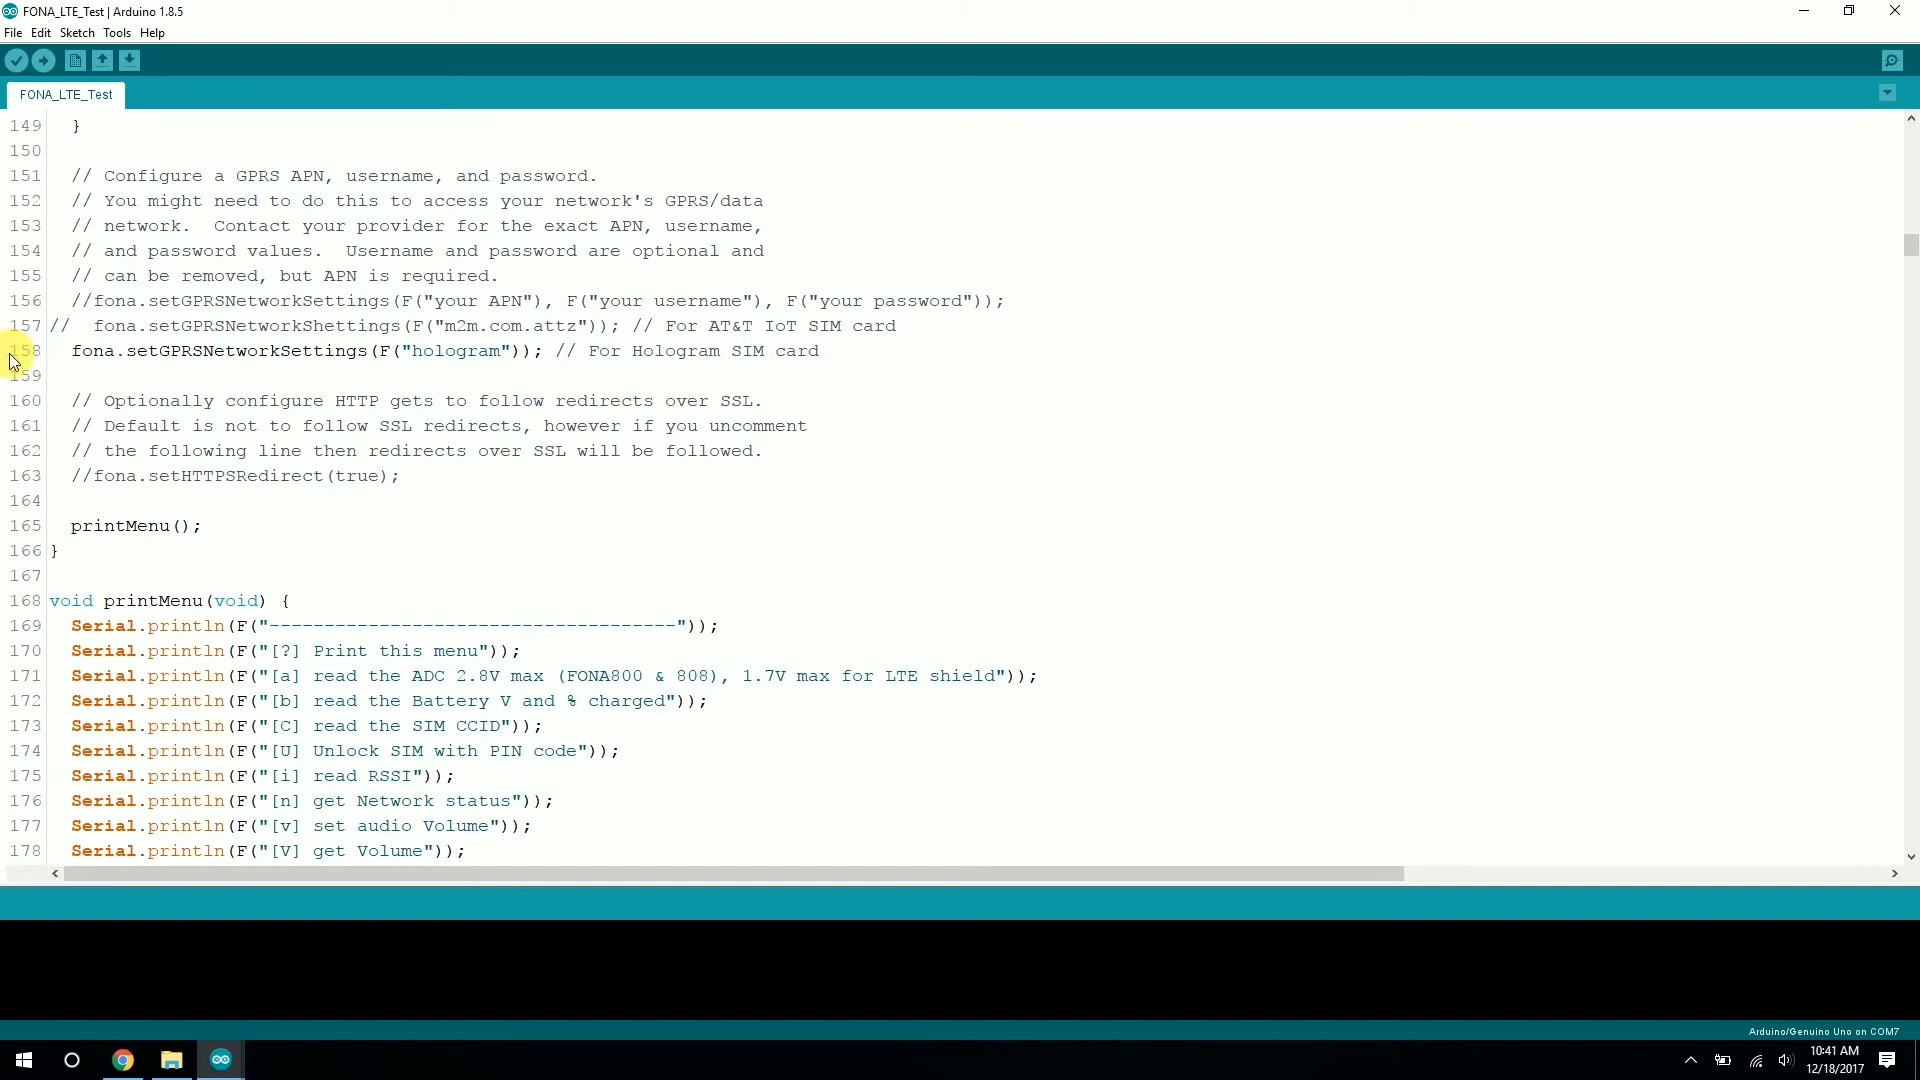 FONA_LTE_Test | Arduino 1.8.5
File Edit Sketch Tools Help
FONA_LTE_Test
149   }
150
151   // Configure a GPRS APN, username, and password.
152   // You might need to do this to access your network's GPRS/data
153   // network.  Contact your provider for the exact APN, username,
154   // and password values.  Username and password are optional and
155   // can be removed, but APN is required.
156   //fona.setGPRSNetworkSettings(F("your APN"), F("your username"), F("your password"));
157 //  fona.setGPRSNetworkShettings(F("m2m.com.attz")); // For AT&T IoT SIM card
158   fona.setGPRSNetworkSettings(F("hologram")); // For Hologram SIM card
159
160   // Optionally configure HTTP gets to follow redirects over SSL.
161   // Default is not to follow SSL redirects, however if you uncomment
162   // the following line then redirects over SSL will be followed.
163   //fona.setHTTPSRedirect(true);
164
165   printMenu();
166 }
167
168 void printMenu(void) {
169   Serial.println(F("-------------------------------------"));
170   Serial.println(F("[?] Print this menu"));
171   Serial.println(F("[a] read the ADC 2.8V max (FONA800 & 808), 1.7V max for LTE shield"));
172   Serial.println(F("[b] read the Battery V and % charged"));
173   Serial.println(F("[C] read the SIM CCID"));
174   Serial.println(F("[U] Unlock SIM with PIN code"));
175   Serial.println(F("[i] read RSSI"));
176   Serial.println(F("[n] get Network status"));
177   Serial.println(F("[v] set audio Volume"));
178   Serial.println(F("[V] get Volume"));
Arduino/Genuino Uno on COM7
10:41 AM
12/18/2017